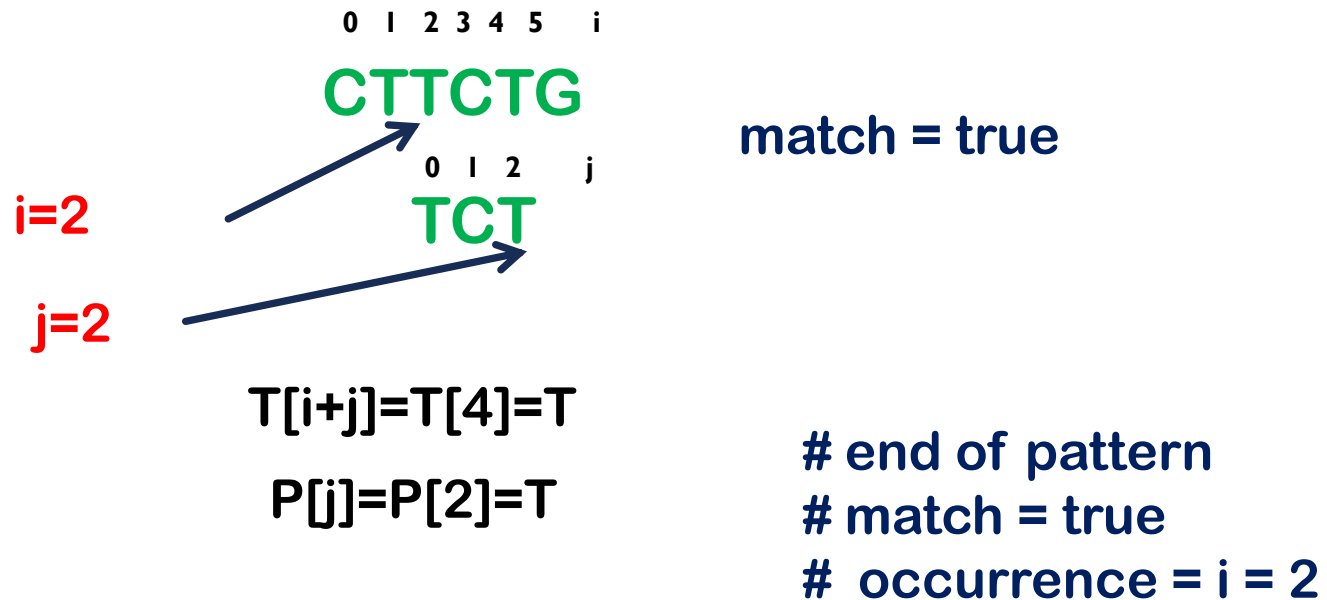 0 1 2 3 4 5 i
CTTCTG
match = true
0 1 2 j
TCT
i=2
j=2
T[i+j]=T[4]=T
P[j]=P[2]=T
# end of pattern
# match = true
# occurrence = i = 2